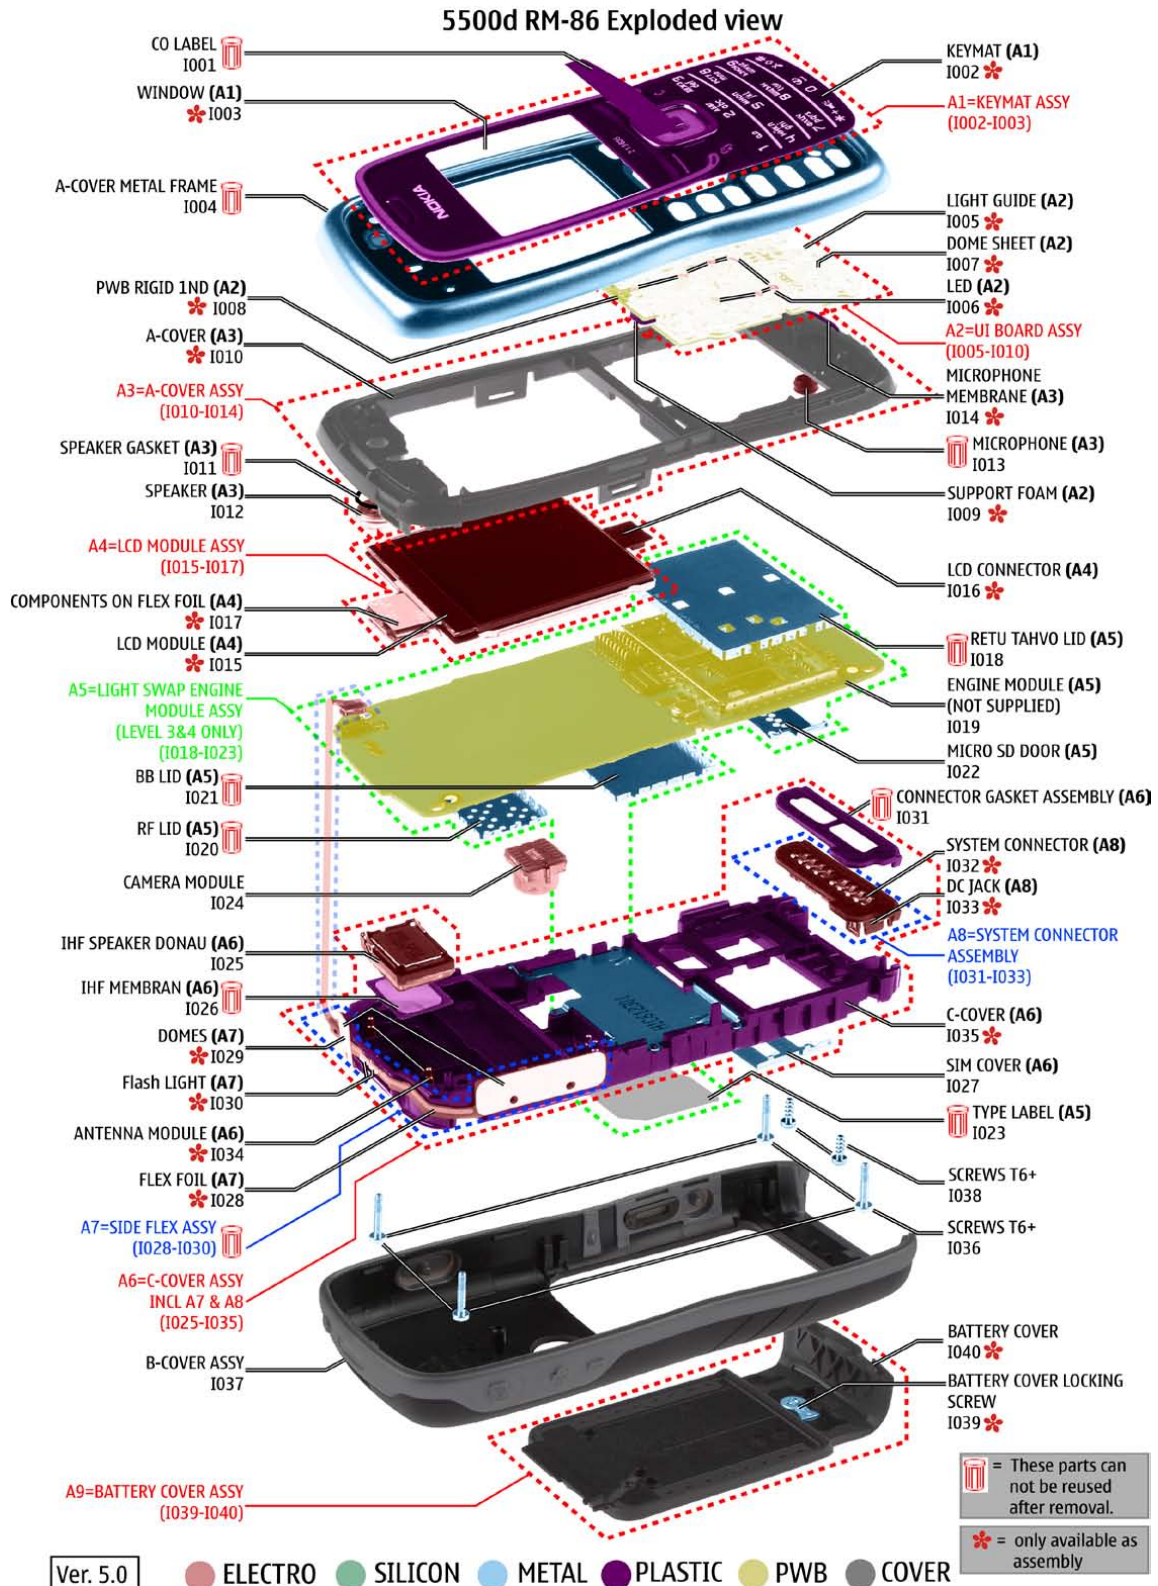 5500d RM-86 Exploded view
CO LABEL
I001
WINDOW (A1)
I003
A-COVER METAL FRAME
I004
PWB RIGID 1ND (A2)
I008
A-COVER (A3)
I010
A3=A-COVER ASSY
(I010-I014)
SPEAKER GASKET (A3)
I011
SPEAKER (A3)
I012
A4=LCD MODULE ASSY
(I015-I017)
COMPONENTS ON FLEX FOIL (A4)
I017
LCD MODULE (A4)
I015
A5=LIGHT SWAP ENGINE
MODULE ASSY
(LEVEL 3&4 ONLY)
(I018-I023)
BB LID (A5)
I021
RF LID (A5)
I020
CAMERA MODULE
I024
IHF SPEAKER DONAU (A6)
I025
IHF MEMBRAN (A6)
I026
DOMES (A7)
I029
Flash LIGHT (A7)
I030
ANTENNA MODULE (A6)
I034
FLEX FOIL (A7)
I028
A7=SIDE FLEX ASSY
(I028-I030)
A6=C-COVER ASSY
INCL A7 & A8
(I025-I035)
B-COVER ASSY
I037
A9=BATTERY COVER ASSY
(I039-I040)
NOKIA
KEYMAT (A1)
I002
A1=KEYMAT ASSY
(I002-I003)
LIGHT GUIDE (A2)
I005
DOME SHEET (A2)
I007
LED (A2)
I006
A2=UI BOARD ASSY
(I005-I010)
MICROPHONE
MEMBRANE (A3)
I014
MICROPHONE (A3)
I013
SUPPORT FOAM (A2)
I009
LCD CONNECTOR (A4)
I016
RETU TAHVO LID (A5)
I018
ENGINE MODULE (A5)
(NOT SUPPLIED)
I019
MICRO SD DOOR (A5)
I022
CONNECTOR GASKET ASSEMBLY (A6)
I031
SYSTEM CONNECTOR (A8)
I032
DC JACK (A8)
I033
A8=SYSTEM CONNECTOR
ASSEMBLY
(I031-I033)
C-COVER (A6)
I035
SIM COVER (A6)
I027
TYPE LABEL (A5)
I023
SCREWS T6+
I038
SCREWS T6+
I036
BATTERY COVER
I040
BATTERY COVER LOCKING
SCREW
I039
= These parts can
not be reused
after removal.
= only available as
assembly
Ver. 5.0
ELECTRO
SILICON
METAL
PLASTIC
PWB
COVER